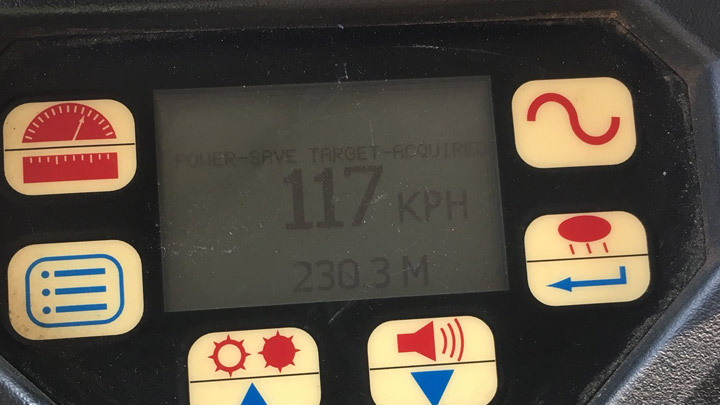 POWER-SAVE TARGET-ACQUIRED
117 KPH
230.3 M